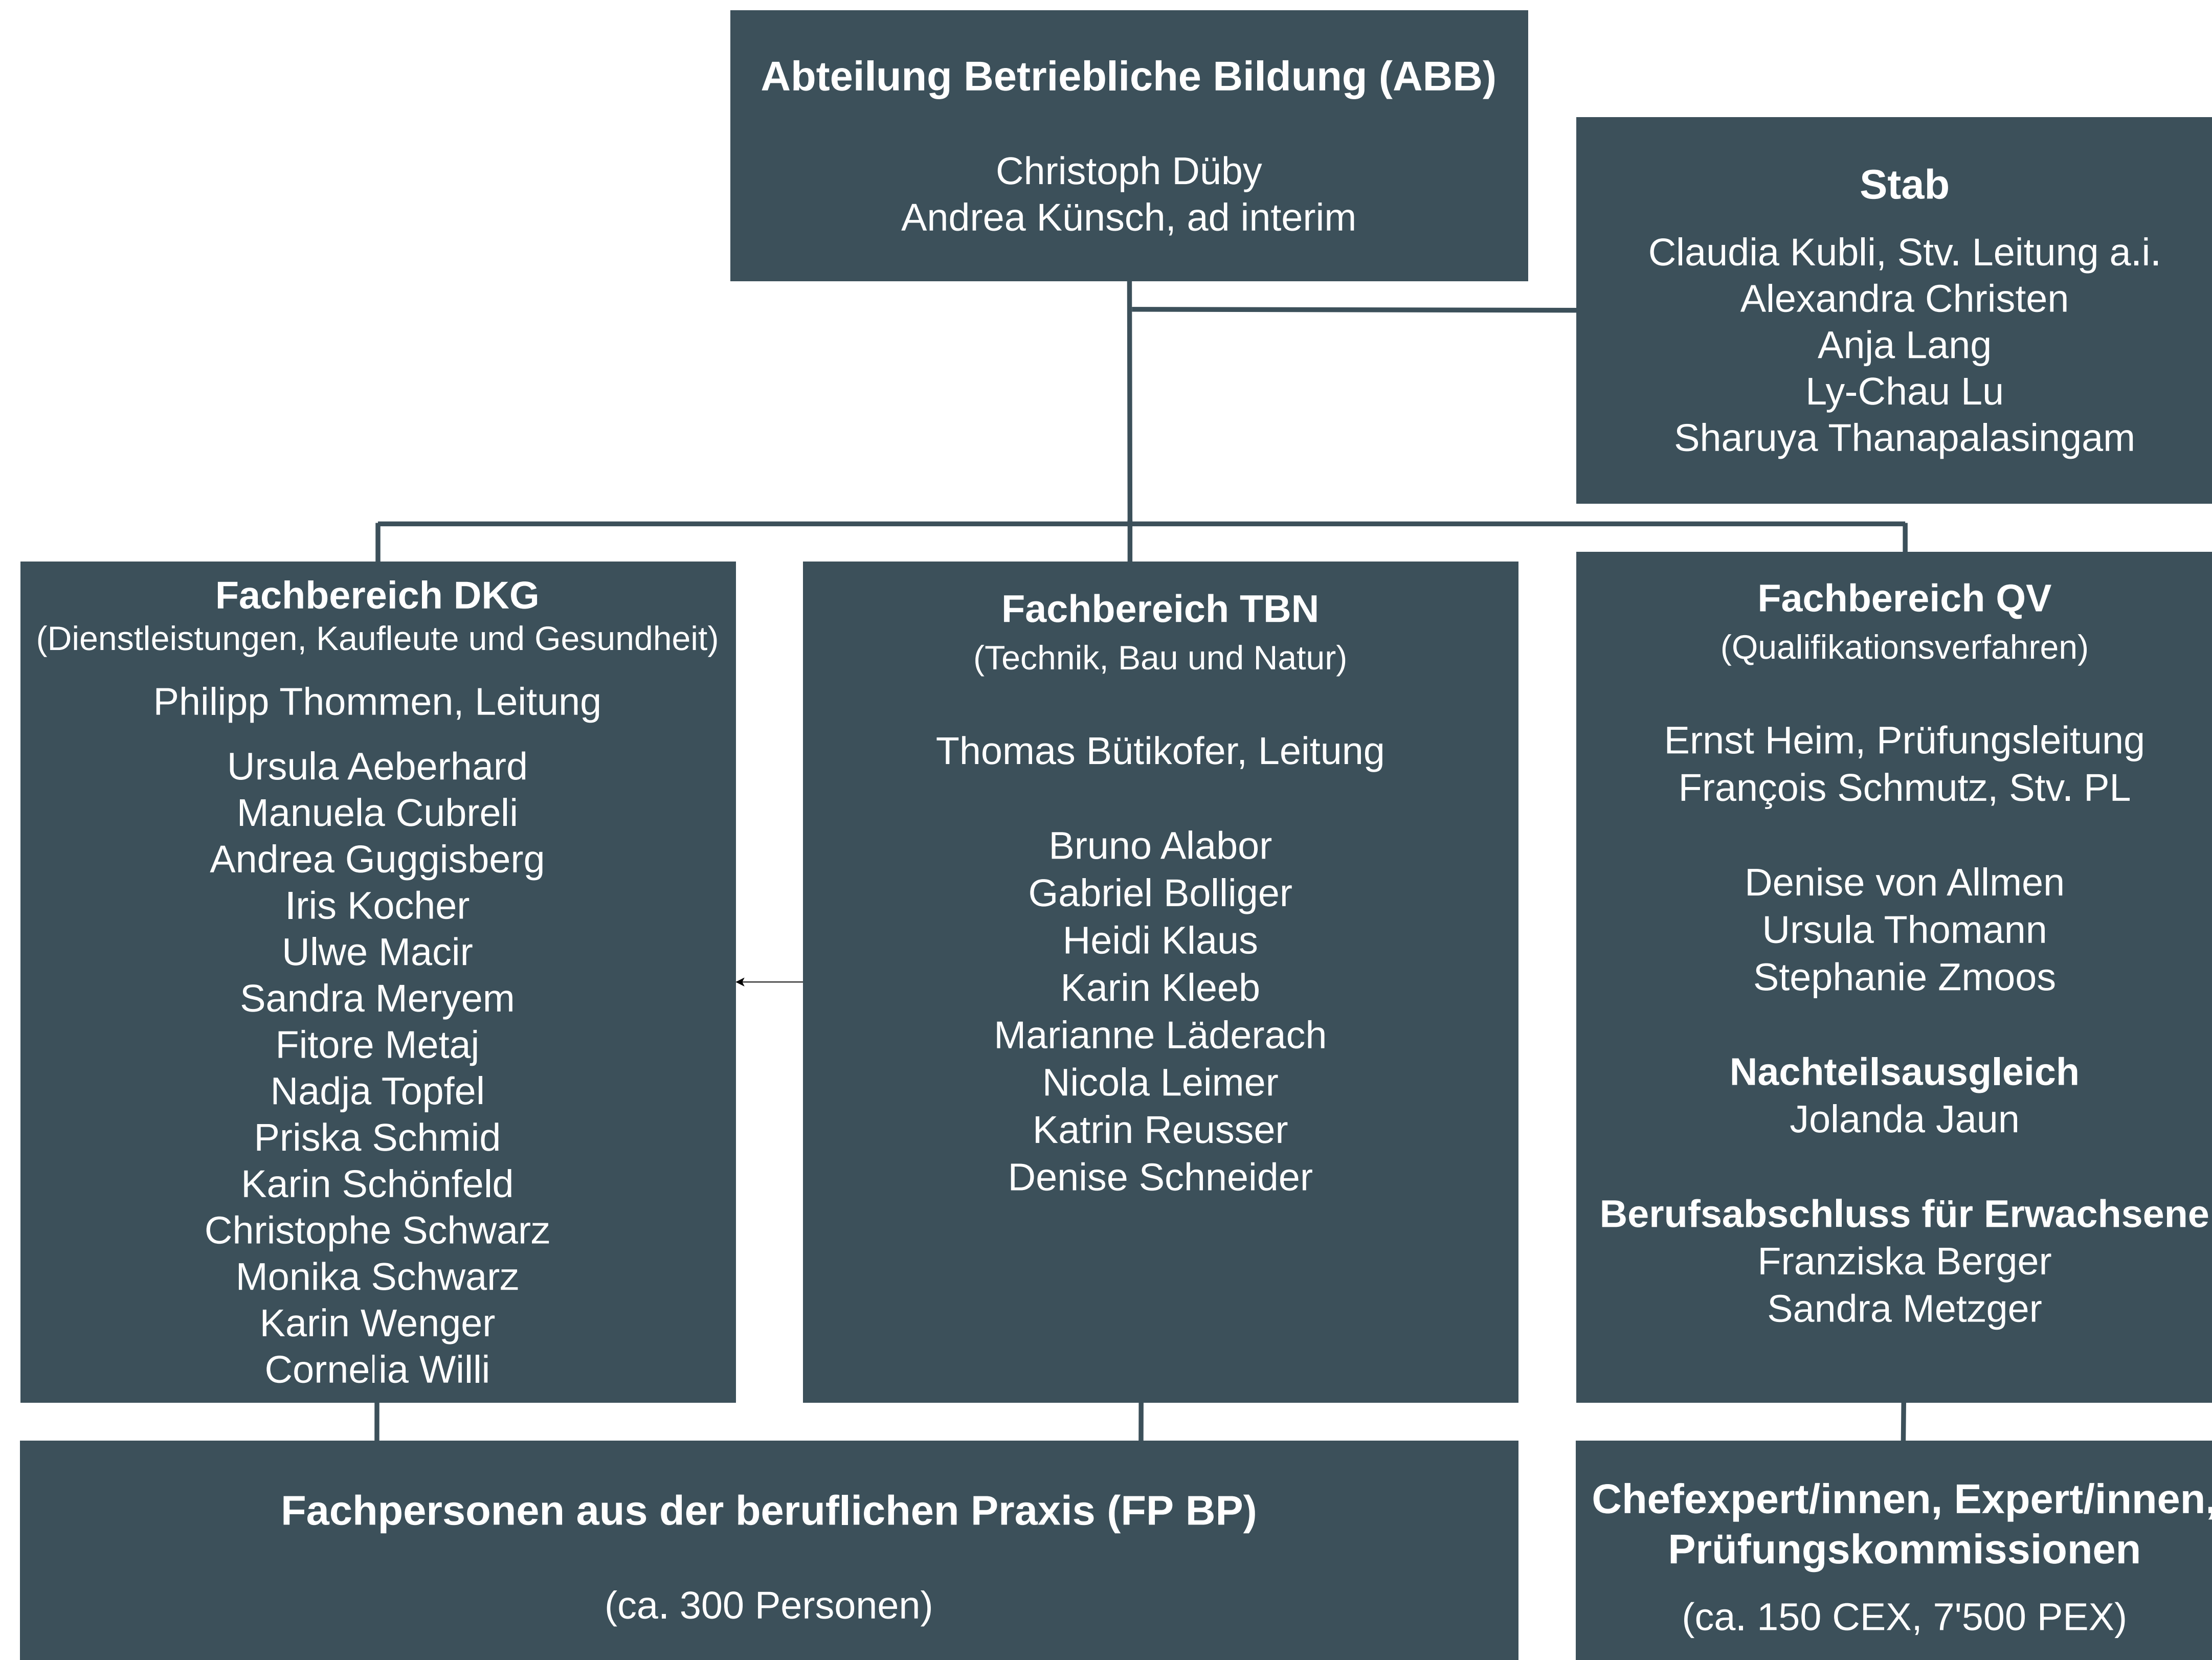 Abteilung Betriebliche Bildung (ABB)
Christoph Düby
Andrea Künsch, ad interim
Stab
Claudia Kubli, Stv. Leitung a.i.
Alexandra Christen
Anja Lang
Ly-Chau Lu
Sharuya Thanapalasingam
Fachbereich DKG
(Dienstleistungen, Kaufleute und Gesundheit)
Philipp Thommen, Leitung
Ursula Aeberhard
Manuela Cubreli
Andrea Guggisberg
Iris Kocher
Ulwe Macir
Sandra Meryem
Fitore Metaj
Nadja Topfel
Priska Schmid
Karin Schönfeld
Christophe Schwarz
Monika Schwarz
Karin Wenger
Cornelia Willi
Fachbereich TBN
(Technik, Bau und Natur)
Thomas Bütikofer, Leitung
Bruno Alabor
Gabriel Bolliger
Heidi Klaus
Karin Kleeb
Marianne Läderach
Nicola Leimer
Katrin Reusser
Denise Schneider
Fachbereich QV
(Qualifikationsverfahren)
Ernst Heim, Prüfungsleitung
François Schmutz, Stv. PL
Denise von Allmen
Ursula Thomann
Stephanie Zmoos
Nachteilsausgleich
Jolanda Jaun
Berufsabschluss für Erwachsene
Franziska Berger
Sandra Metzger
Fachpersonen aus der beruflichen Praxis (FP BP)
(ca. 300 Personen)
Chefexpert/innen, Expert/innen,
Prüfungskommissionen
(ca. 150 CEX, 7'500 PEX)